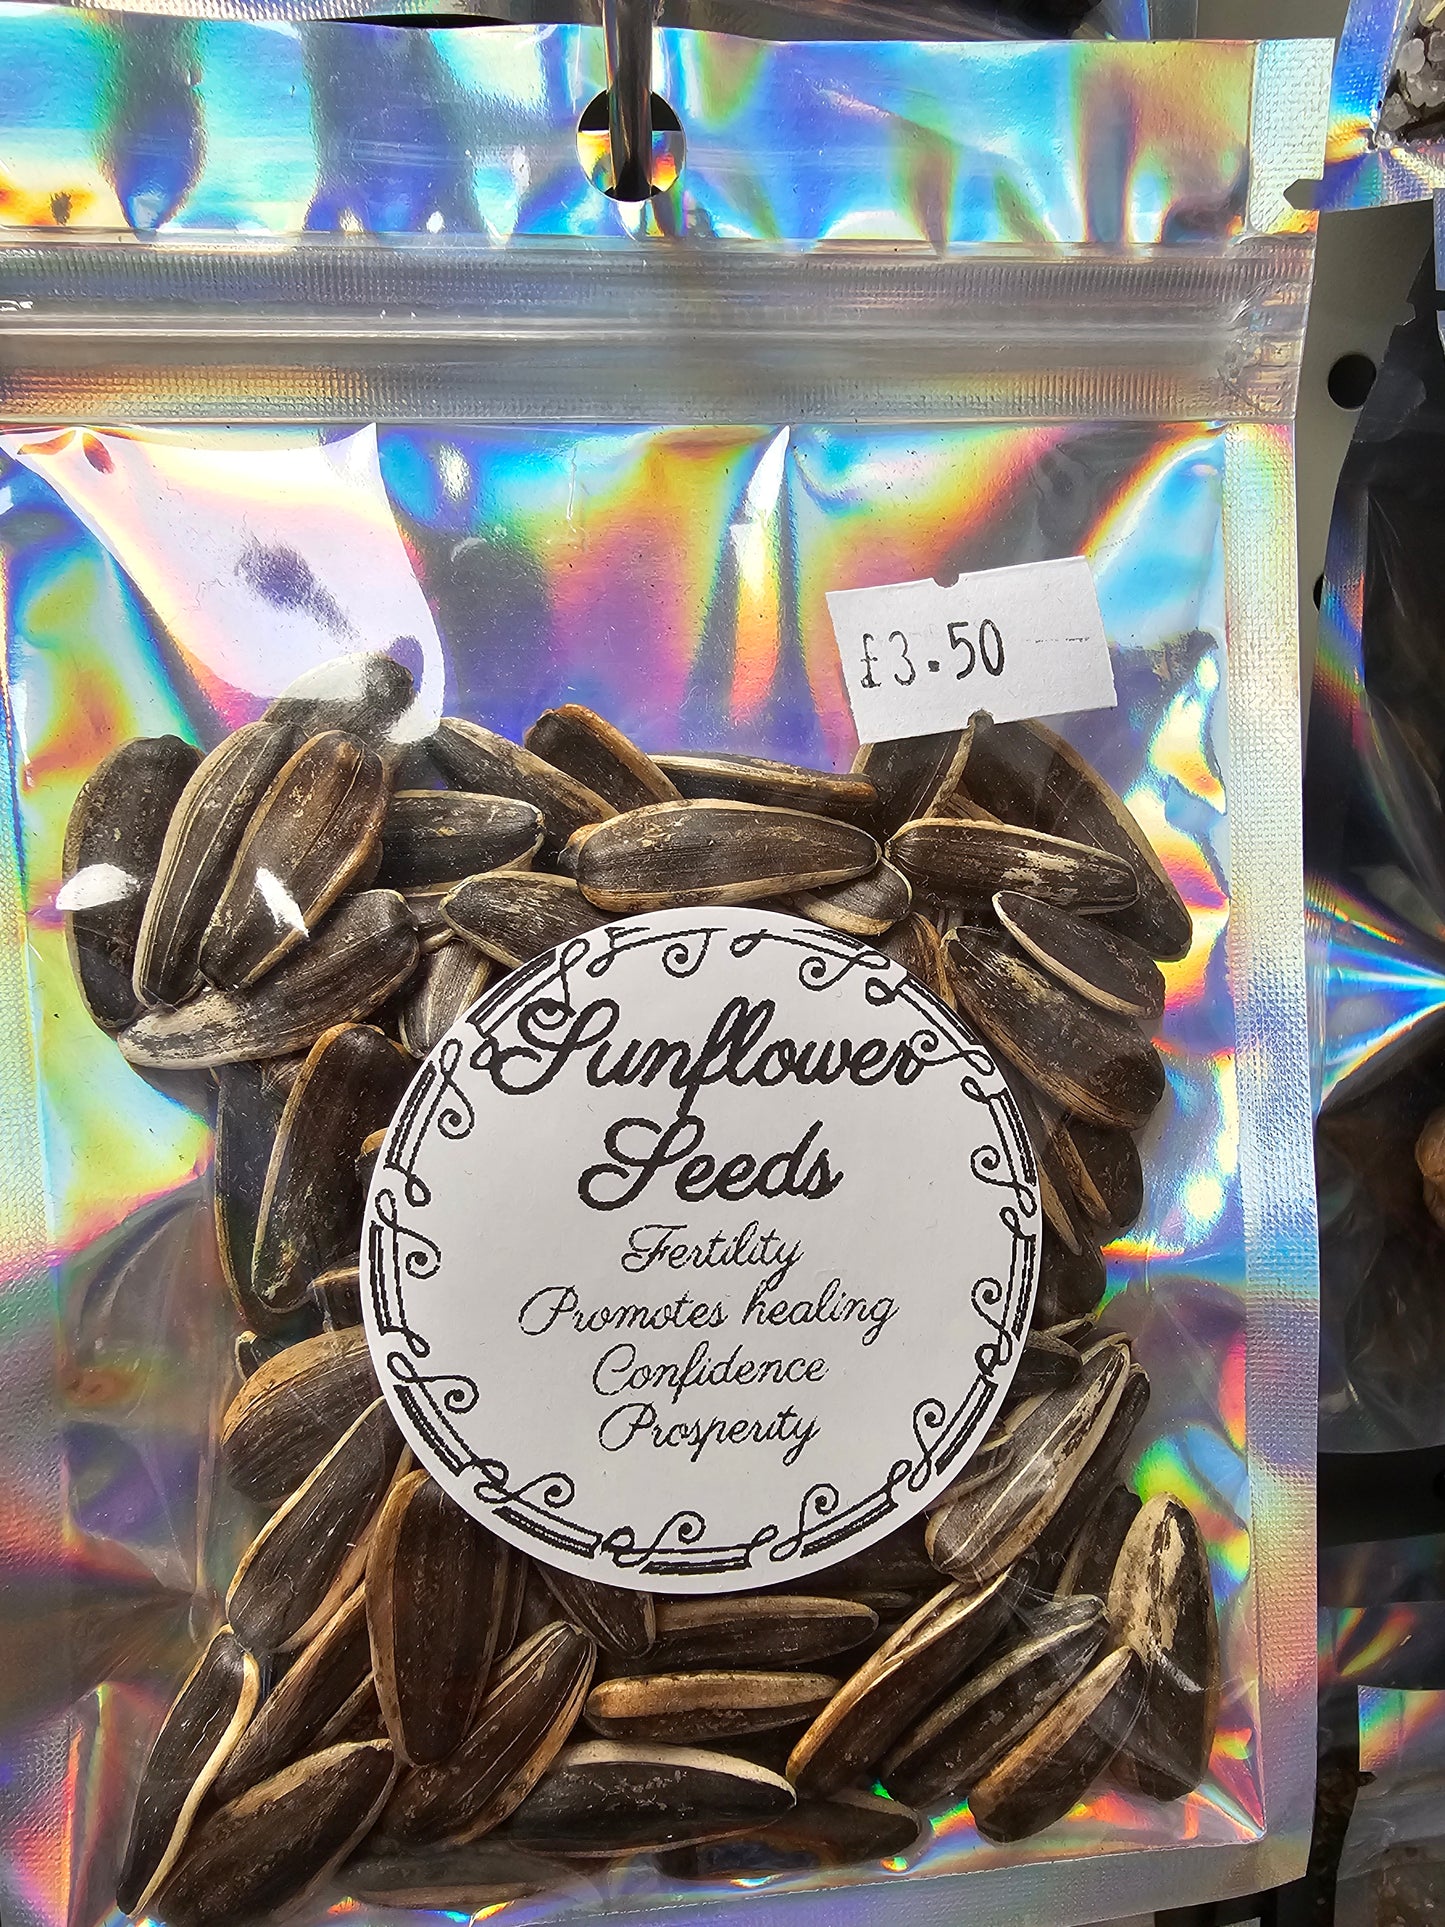 £3.50
Sunflower
Seeds
Fertility
Promotes healing
Confidence
Prosperity